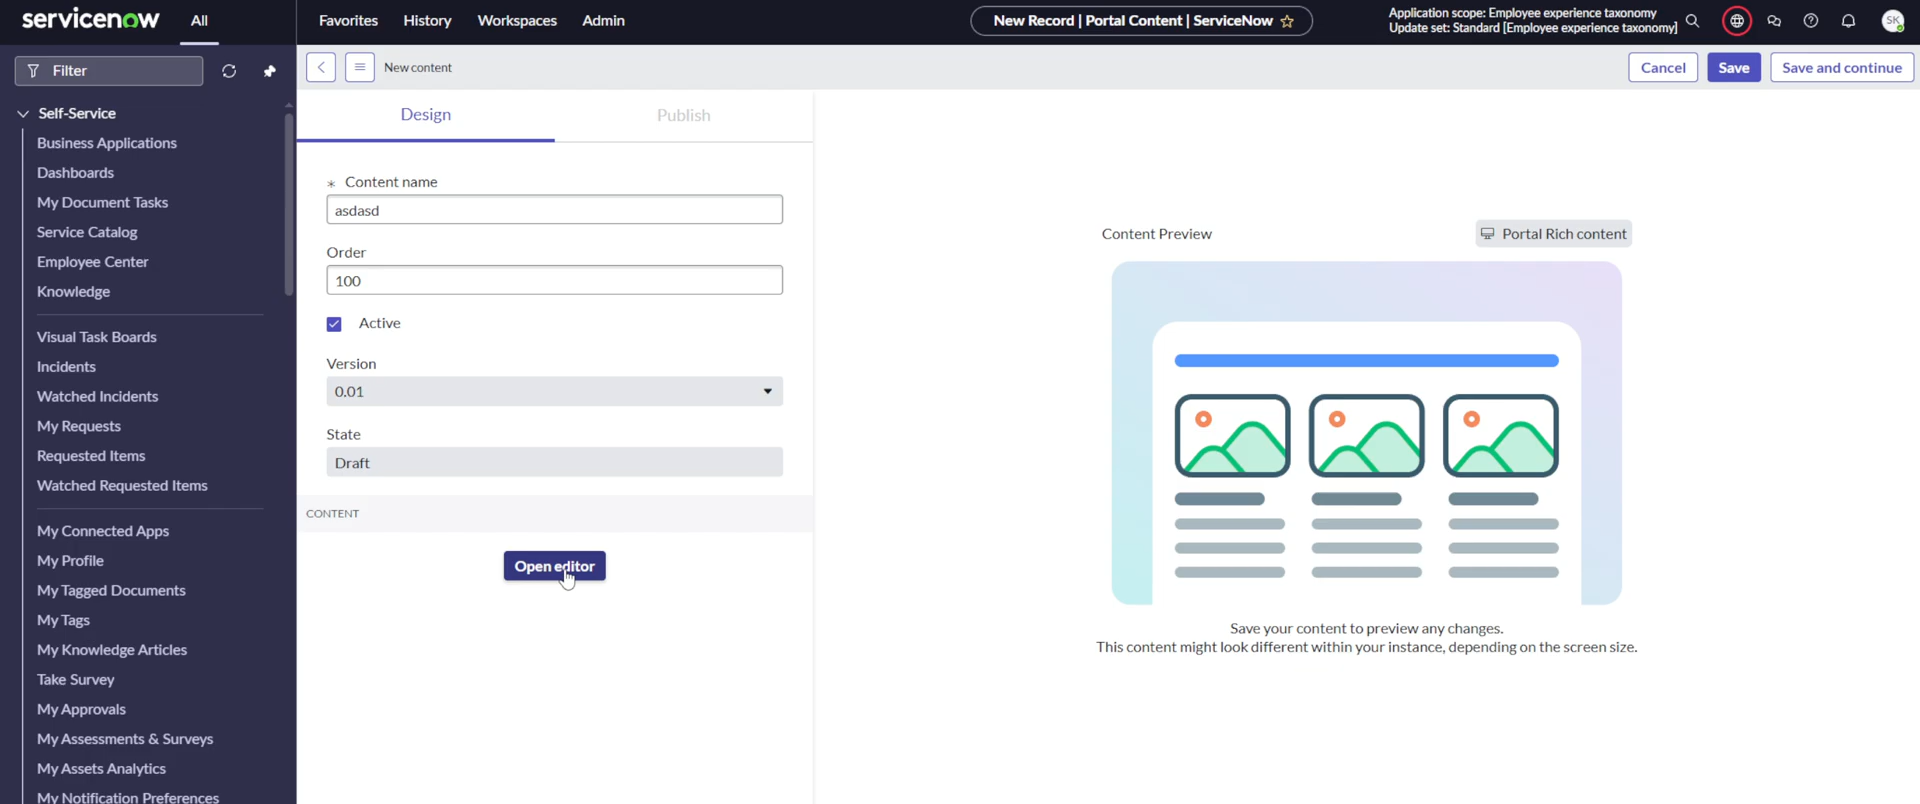 servicenow
All
Favorites
History
Workspaces
Admin
New Record | Portal Content | ServiceNow
Application scope: Employee experience taxonomy
Update set: Standard [Employee experience taxonomy]
SK
Filter
New content
Cancel
Save
Save and continue
Self-Service
Business Applications
Dashboards
My Document Tasks
Service Catalog
Employee Center
Knowledge
Visual Task Boards
Incidents
Watched Incidents
My Requests
Requested Items
Watched Requested Items
My Connected Apps
My Profile
My Tagged Documents
My Tags
My Knowledge Articles
Take Survey
My Approvals
My Assessments & Surveys
My Assets Analytics
My Notification Preferences
Design
Publish
* Content name
asdasd
Order
100
Active
Version
0.01
State
Draft
CONTENT
Open editor
Content Preview
Portal Rich content
Save your content to preview any changes.
This content might look different within your instance, depending on the screen size.